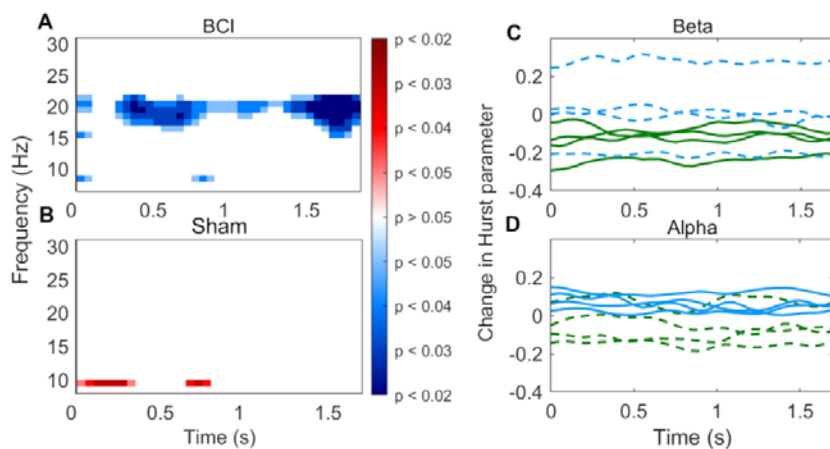 A
BCI
30
25
20
15
10
0
0.5
1
1.5
B
Sham
30
25
20
15
10
0
0.5
1
1.5
Time (s)
Frequency (Hz)
p < 0.02
p < 0.03
p < 0.04
p < 0.05
p > 0.05
p < 0.05
p < 0.04
p < 0.03
p < 0.02
C
Beta
0.2
0
-0.2
-0.4
0
0.5
1
1.5
D
Alpha
0.2
0
-0.2
-0.4
0
0.5
1
1.5
Time (s)
Change in Hurst parameter